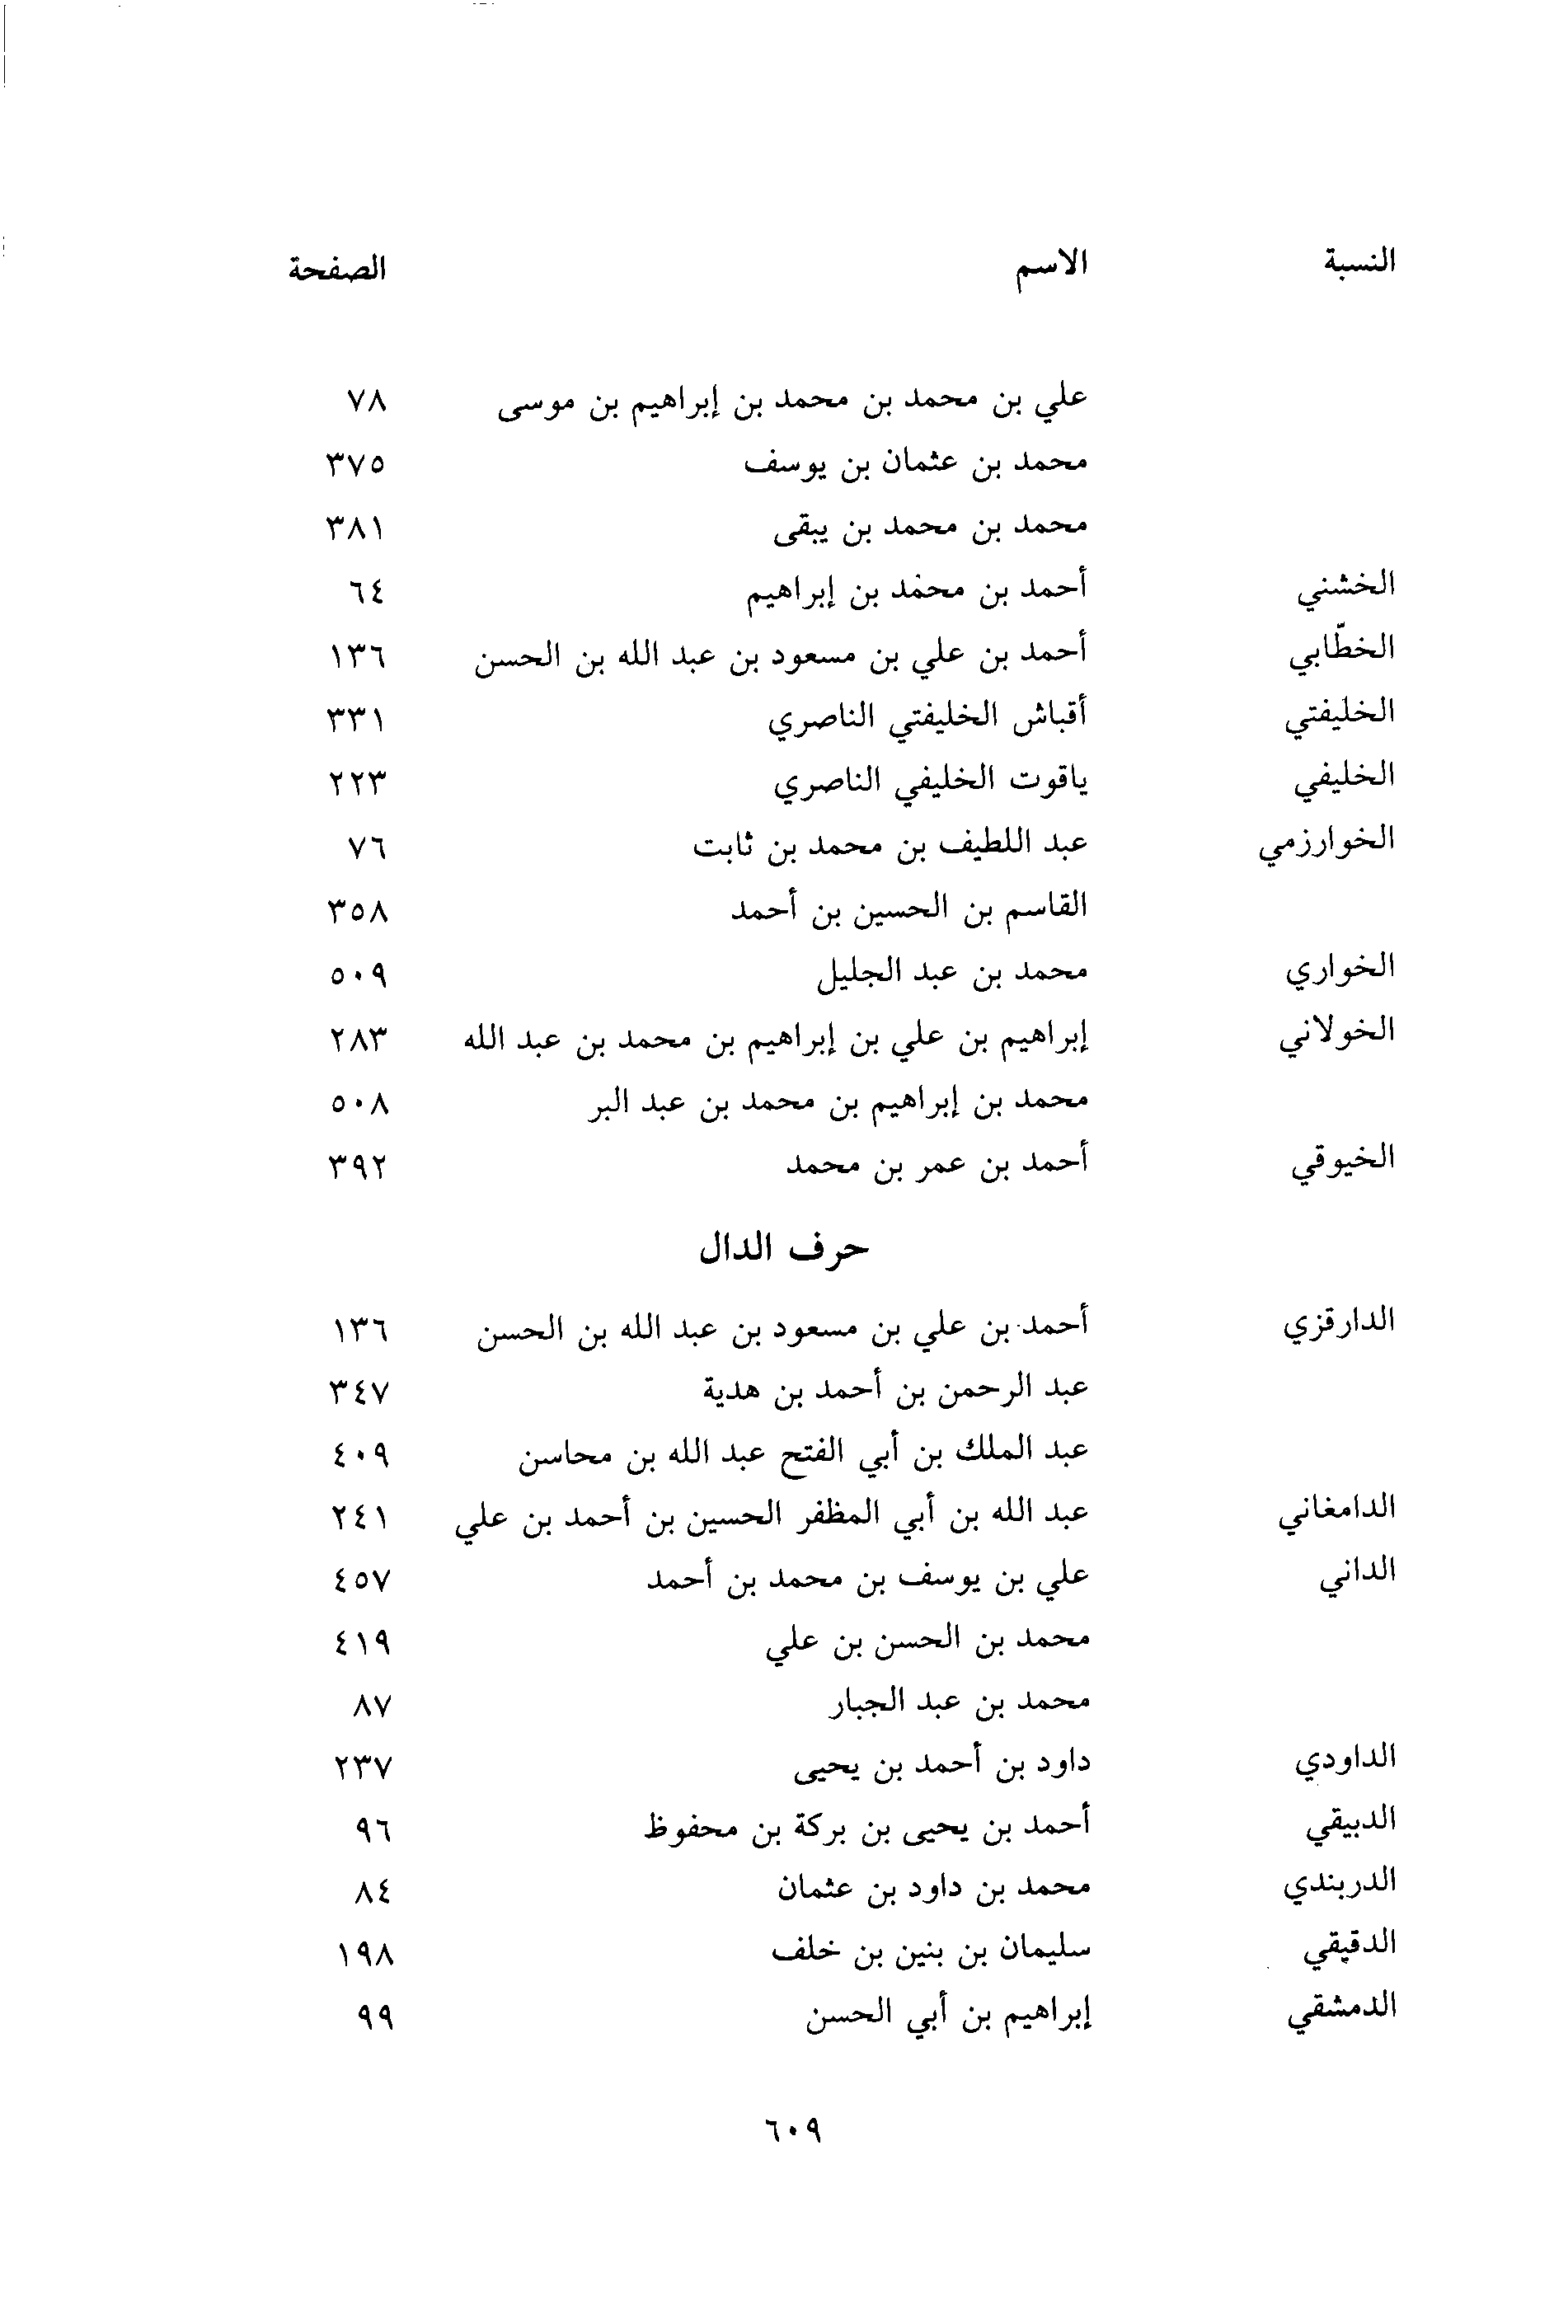 النسبة الاسم الصفحة
علي بن محمد بن محمد بن إبراهيم بن موسى ٧٨
محمد بن عثمان بن يوسف ٣٧٥
محمد بن محمد بن يبقى ٣٨١
الخشني أحمد بن محمد بن إبراهيم ٦٤
الخطّابي أحمد بن علي بن مسعود بن عبد الله بن الحسن ١٣٦
الخليفتي أقباش الخليفتي الناصري ٣٣١
الخليفي ياقوت الخليفي الناصري ٢٢٣
الخوارزمي عبد اللطيف بن محمد بن ثابت ٧٦
القاسم بن الحسين بن أحمد ٣٥٨
الخواري محمد بن عبد الجليل ٥٠٩
الخولاني إبراهيم بن علي بن إبراهيم بن محمد بن عبد الله ٢٨٣
محمد بن إبراهيم بن محمد بن عبد البر ٥٠٨
الخيوقي أحمد بن عمر بن محمد ٣٩٢
حرف الدال
الدارقزي أحمد بن علي بن مسعود بن عبد الله بن الحسن ١٣٦
عبد الرحمن بن أحمد بن هدية ٣٤٧
عبد الملك بن أبي الفتح عبد الله بن محاسن ٤٠٩
الدامغاني عبد الله بن أبي المظفر الحسين بن أحمد بن علي ٢٤١
الداني علي بن يوسف بن محمد بن أحمد ٤٥٧
محمد بن الحسن بن علي ٤١٩
محمد بن عبد الجبار ٨٧
الداودي داود بن أحمد بن يحيى ٢٣٧
الدبيقي أحمد بن يحيى بن بركة بن محفوظ ٩٦
الدربندي محمد بن داود بن عثمان ٨٤
الدقيقي سليمان بن بنين بن خلف ١٩٨
الدمشقي إبراهيم بن أبي الحسن ٩٩
٦٠٩